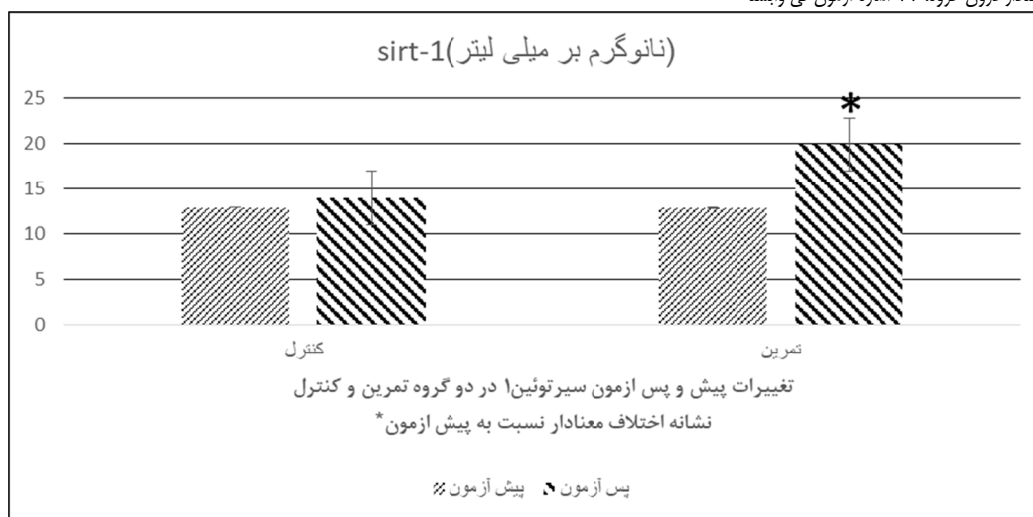 sirt-1(نانوگرم بر میلی لیتر)
25
20
15
10
5
0
*
کنترل
تمرین
تغییرات پیش و پس ازمون سیرتوئین۱ در دو گروه تمرین و کنترل
نشانه اختلاف معنادار نسبت به پیش ازمون*
پیش آزمون
پس آزمون